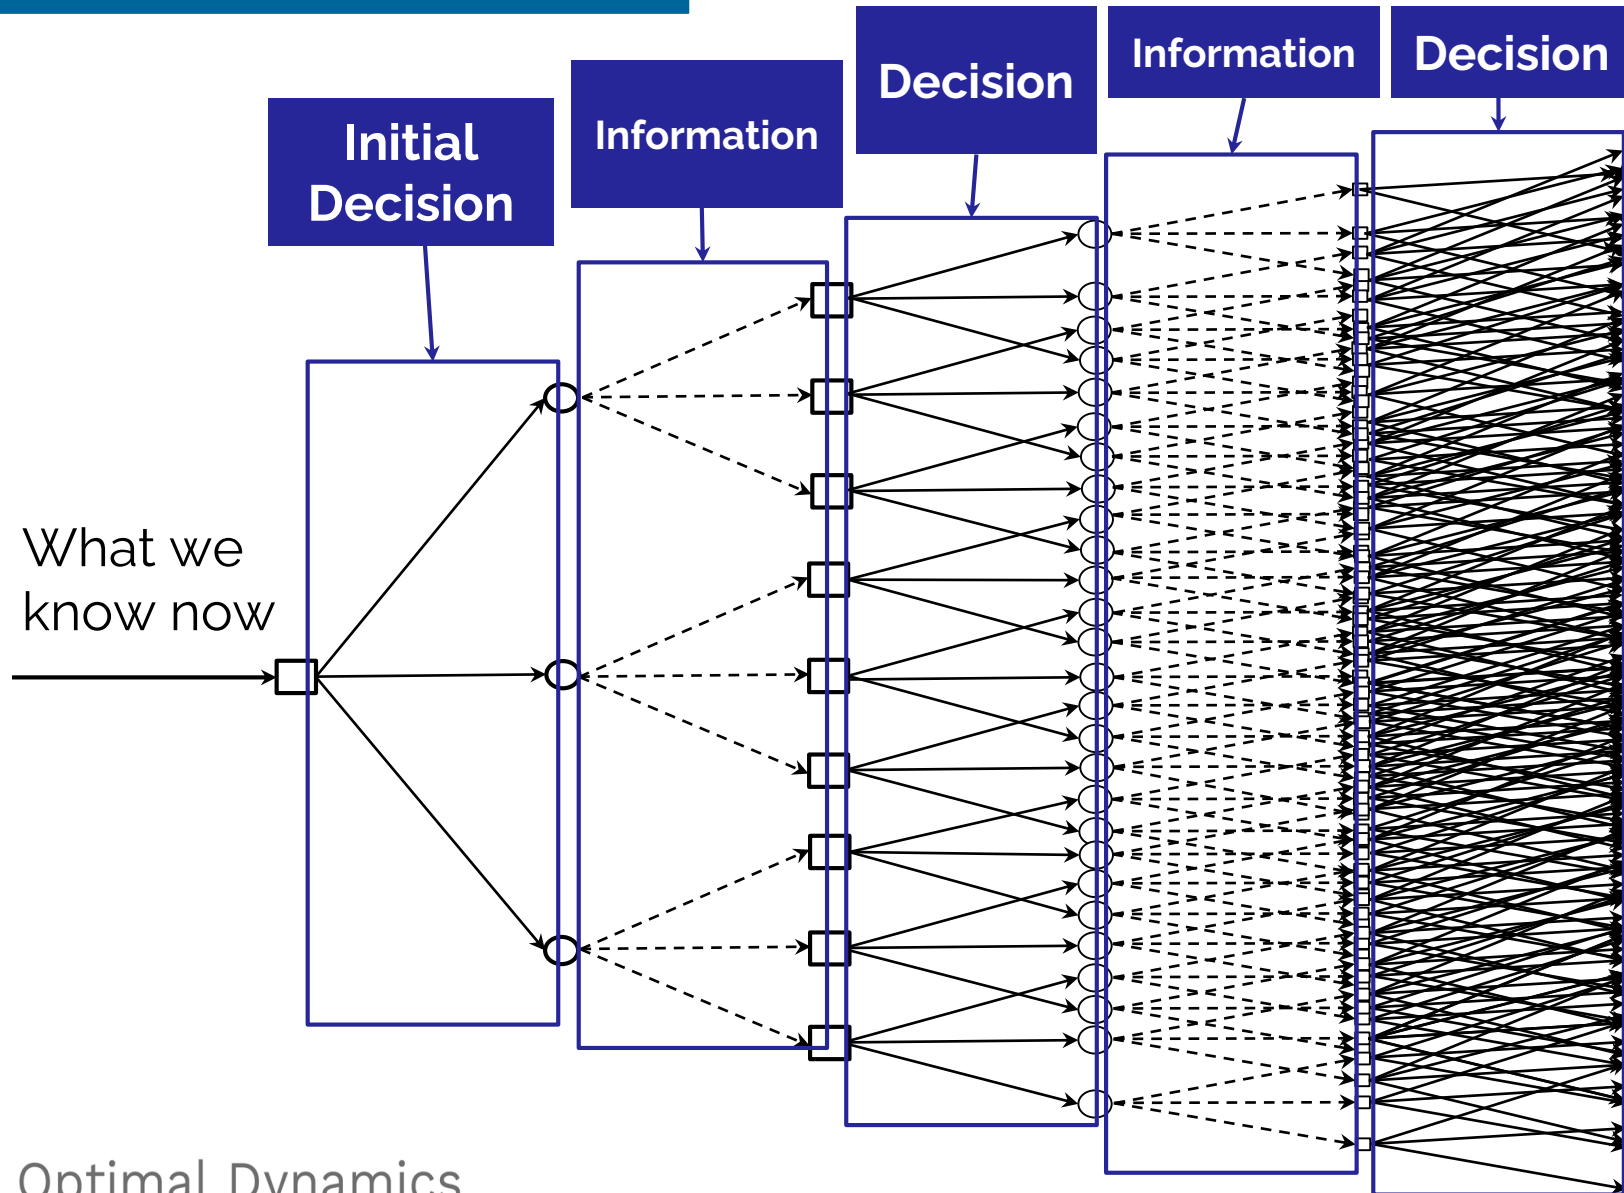 Initial
Decision
Information
Decision
Information
Decision
What we
know now
Optimal Dynamics